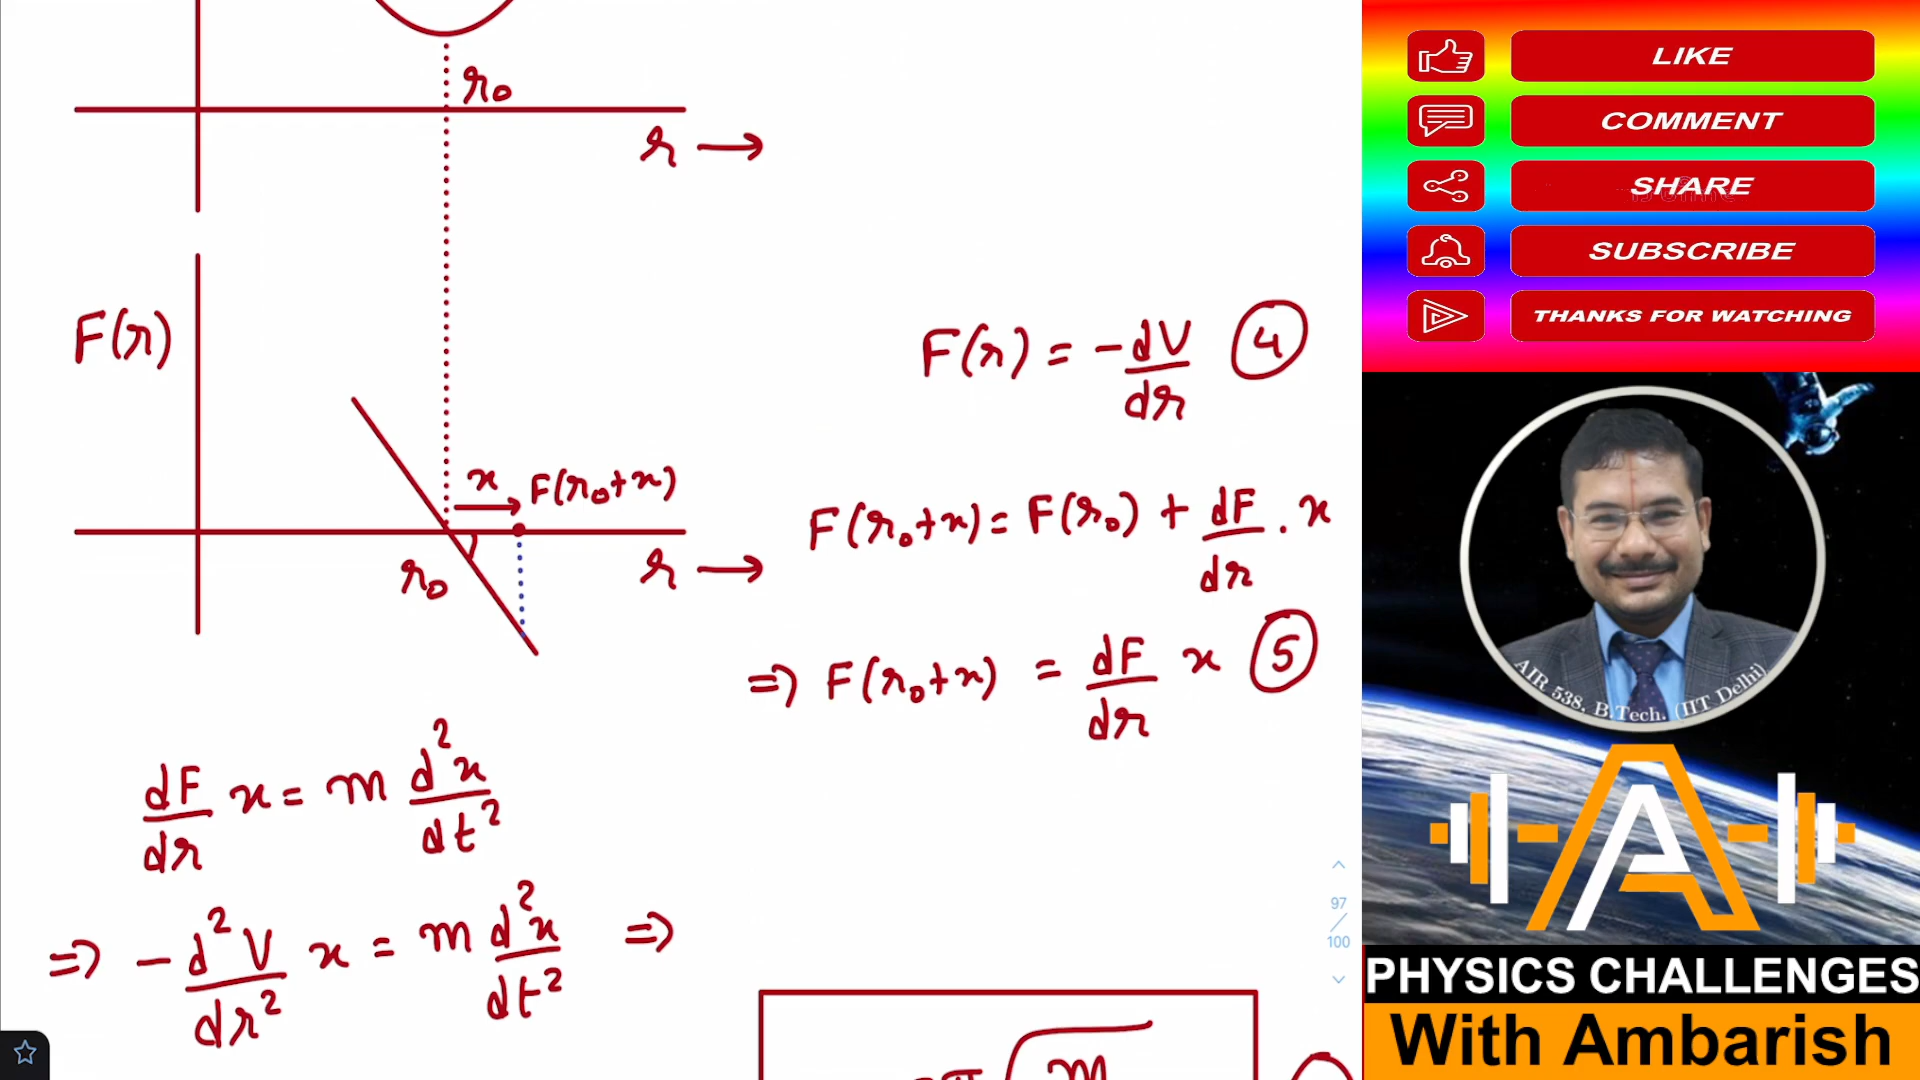 r₀
r →
F(r)
F(r) = -dV/dr ④
x F(r₀+x)
r₀ r →
F(r₀+x) = F(r₀) + dF/dr . x
⇒ F(r₀+x) = dF/dr x ⑤
dF/dr x = m d²x/dt²
⇒ -d²V/dr² x = m d²x/dt² ⇒
m
97
/
100
LIKE
COMMENT
SHARE
SUBSCRIBE
THANKS FOR WATCHING
AIR 538, B.Tech. (IIT Delhi)
A
PHYSICS CHALLENGES
With Ambarish